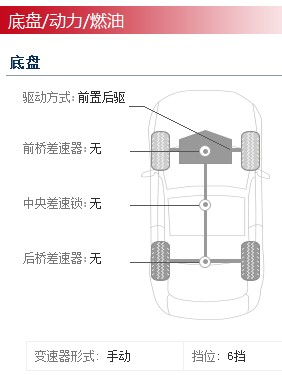 底盘/动力/燃油
底盘
驱动方式: 前置后驱
前桥差速器: 无
中央差速锁: 无
后桥差速器: 无
变速器形式: 手动 挡位: 6挡